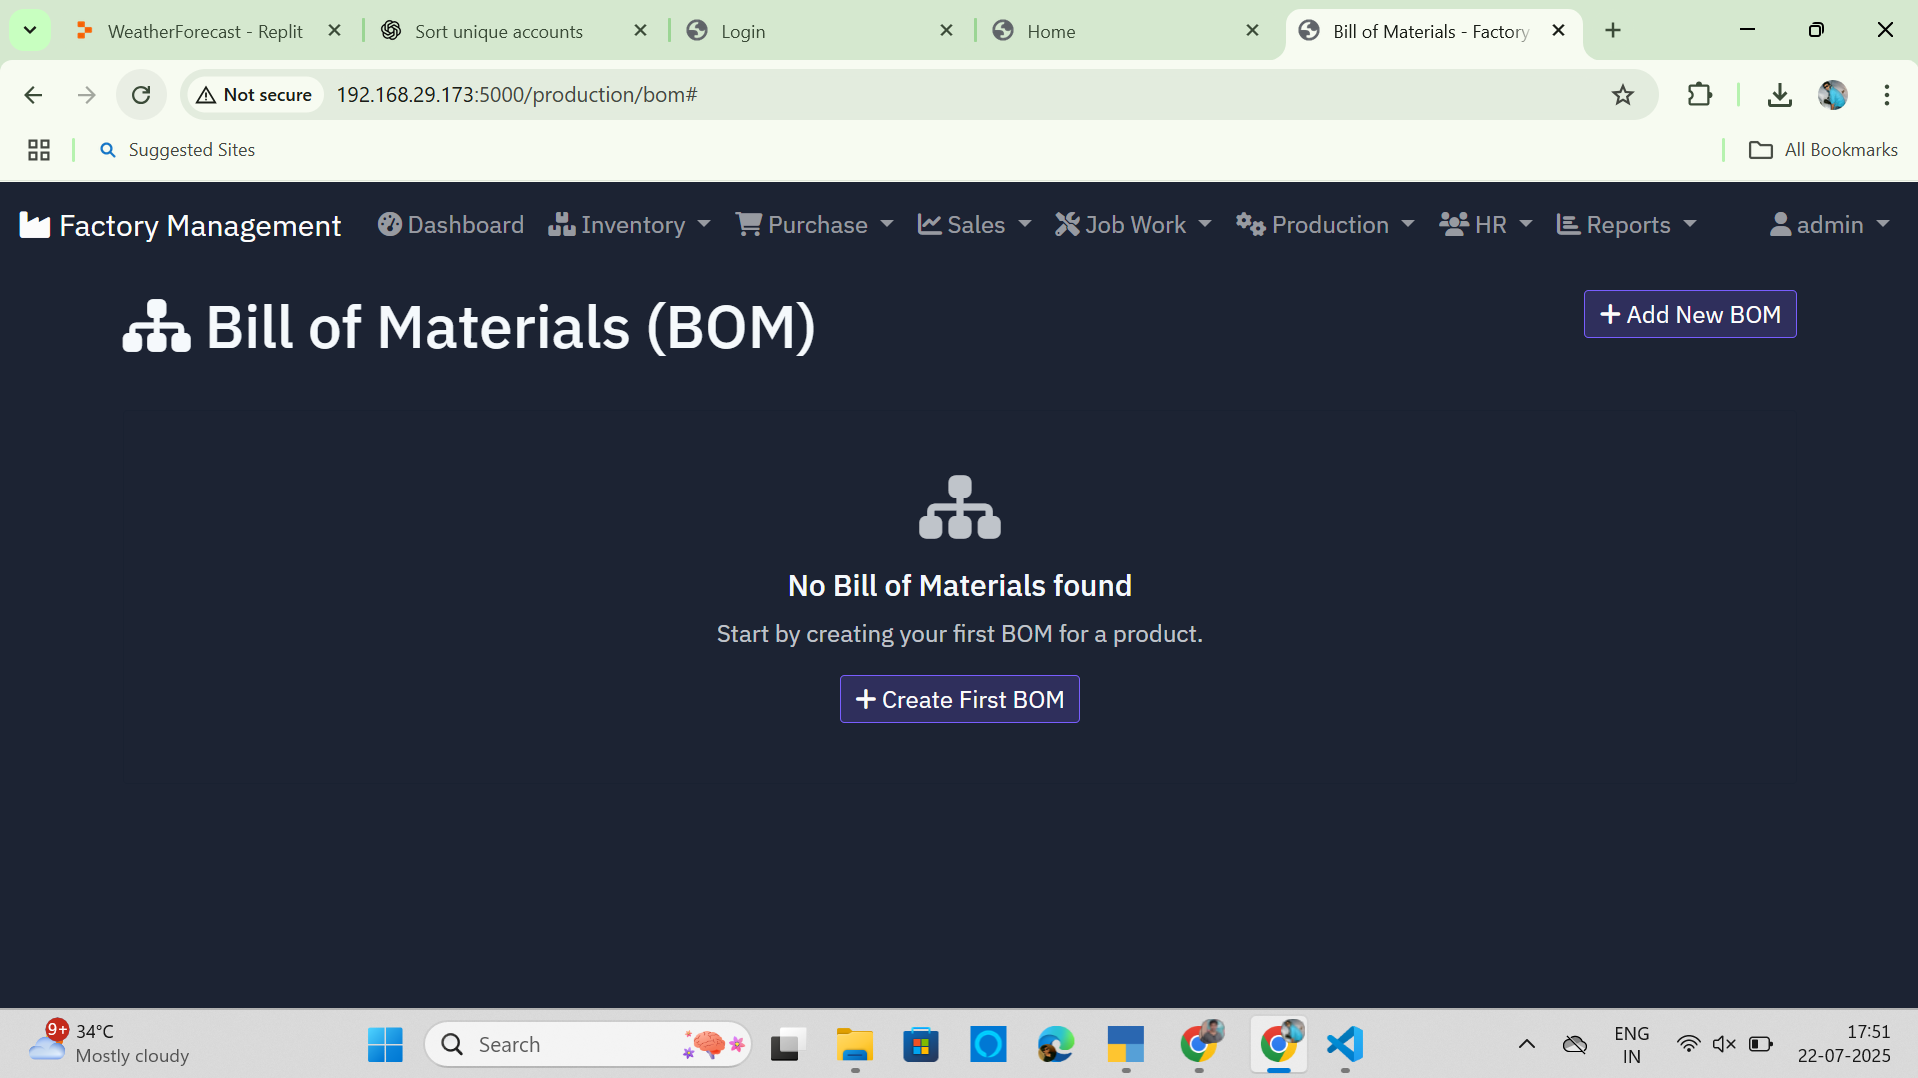 WeatherForecast - Replit
Sort unique accounts
Login
Home
Bill of Materials - Factory
Not secure
192.168.29.173:5000/production/bom#
Suggested Sites
All Bookmarks
Factory Management
Dashboard
Inventory
Purchase
Sales
Job Work
Production
HR
Reports
admin
Bill of Materials (BOM)
Add New BOM
No Bill of Materials found
Start by creating your first BOM for a product.
Create First BOM
9+
34°C
Mostly cloudy
Search
ENG
IN
17:51
22-07-2025